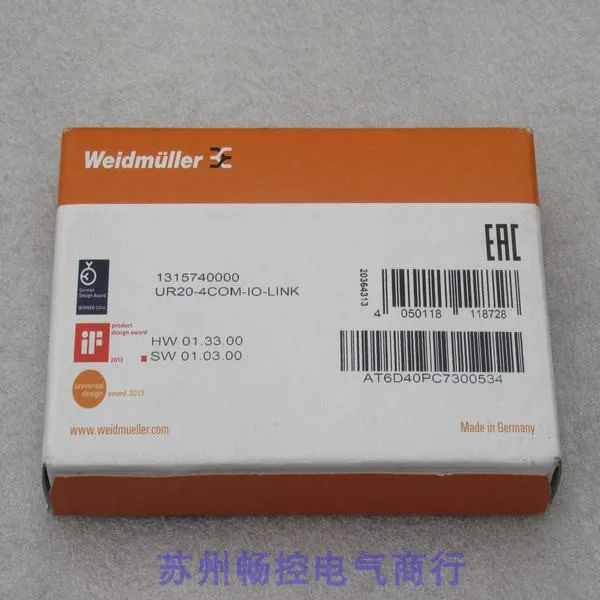 Weidmüller
EAC
German
Design Award
WINNER 2014
1315740000
UR20-4COM-IO-LINK
20364313
4 050118 118728
iF
product
design award
2013
HW 01.33.00
SW 01.03.00
AT6D40PC7300534
universal
design
award 2013
www.weidmueller.com
Made in Germany
苏州畅控电气商行